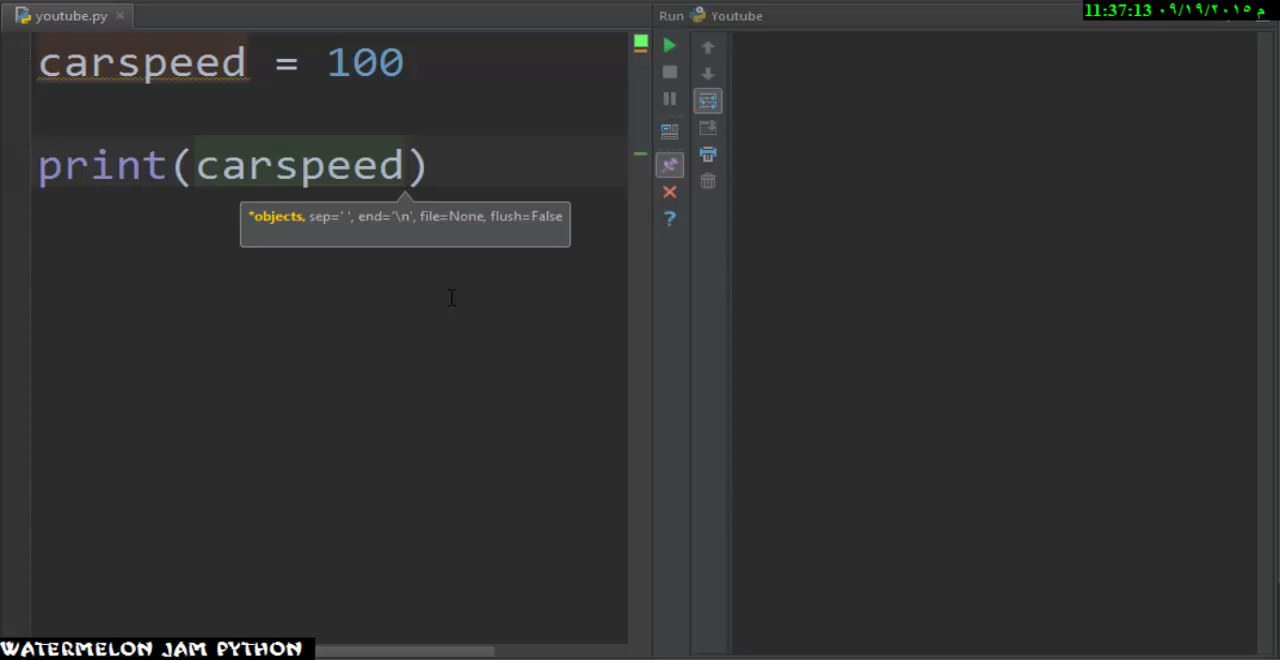 youtube.py
Run Youtube
11:37:13 ٠٩/١٩/٢٠١٥ م
carspeed = 100
print(carspeed)
*objects, sep=' ', end='\n', file=None, flush=False
WATERMELON JAM PYTHON